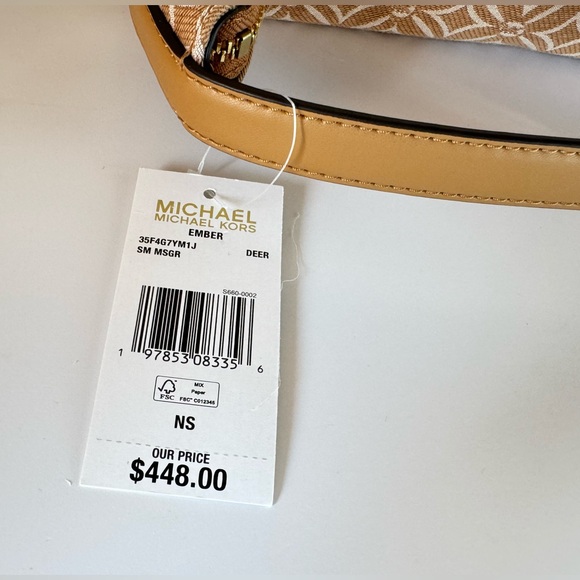 MICHAEL
MICHAEL KORS
EMBER
35F4G7YM1J
SM MSGR DEER
S660-0002
1 97853 08335 6
FSC
MIX
Paper
FSC® C012346
NS
OUR PRICE
$448.00